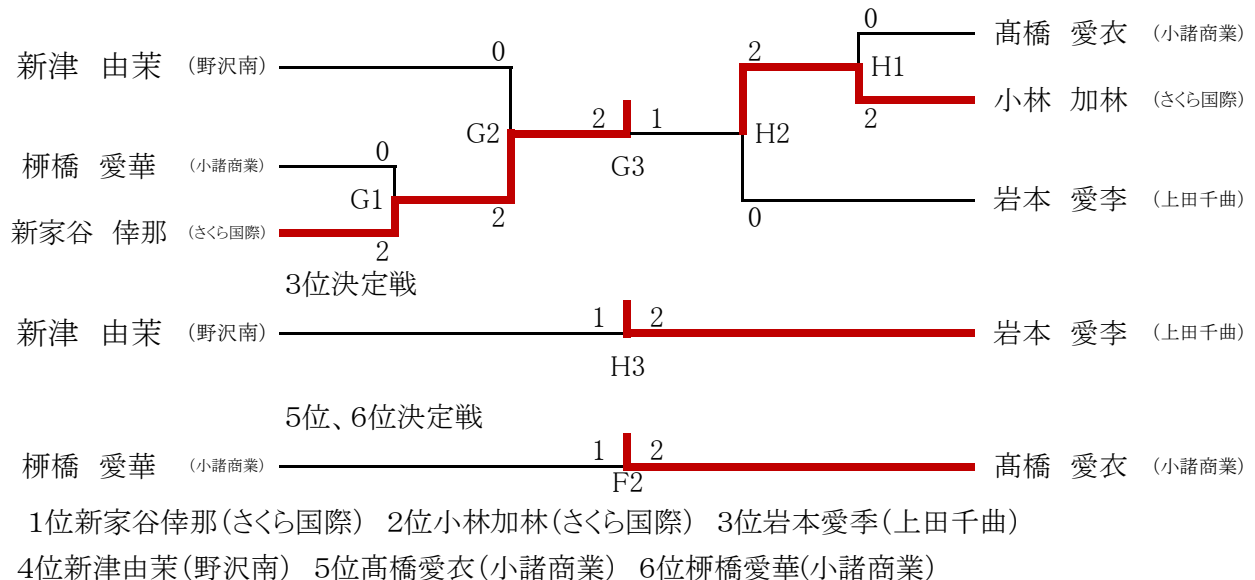 0
髙橋 愛衣 (小諸商業)
新津 由茉 (野沢南) 0 2 H1
小林 加林 (さくら国際)
G2 2 1 H2 2
栁橋 愛華 (小諸商業) 0 G3
G1 2 0 岩本 愛李 (上田千曲)
新家谷 倖那 (さくら国際) 2
3位決定戦
新津 由茉 (野沢南) 1 2 岩本 愛李 (上田千曲)
H3
5位、6位決定戦
栁橋 愛華 (小諸商業) 1 2 髙橋 愛衣 (小諸商業)
F2
1位新家谷倖那(さくら国際) 2位小林加林(さくら国際) 3位岩本愛季(上田千曲)
4位新津由茉(野沢南) 5位髙橋愛衣(小諸商業) 6位栁橋愛華(小諸商業)